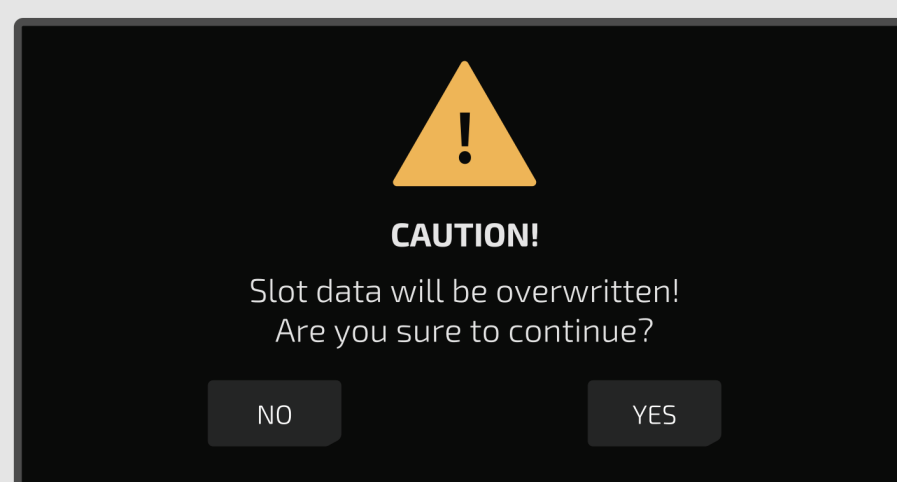 !
CAUTION!
Slot data will be overwritten!
Are you sure to continue?
NO
YES